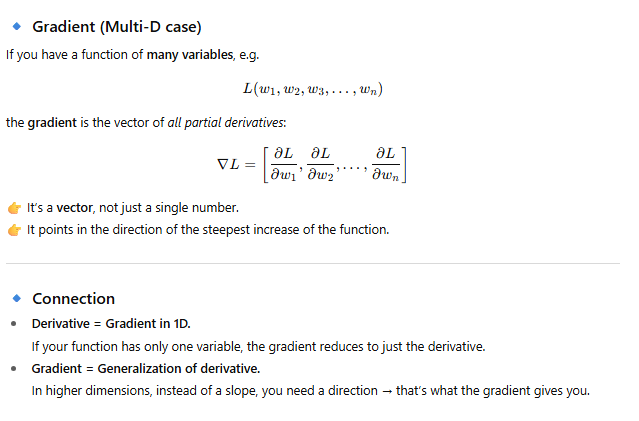 🔹 Gradient (Multi-D case)
If you have a function of many variables, e.g.
L(w₁, w₂, w₃, . . . , wₙ)
the gradient is the vector of all partial derivatives:
∇L = [∂L/∂w₁, ∂L/∂w₂, . . . , ∂L/∂wₙ]
👉 It's a vector, not just a single number.
👉 It points in the direction of the steepest increase of the function.
🔹 Connection
• Derivative = Gradient in 1D.
If your function has only one variable, the gradient reduces to just the derivative.
• Gradient = Generalization of derivative.
In higher dimensions, instead of a slope, you need a direction → that's what the gradient gives you.